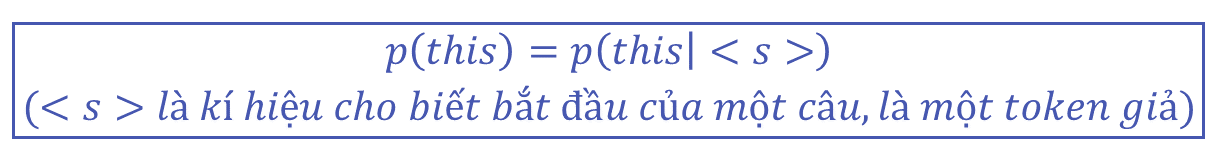 p(this) = p(this| < s >)
(< s > là kí hiệu cho biết bắt đầu của một câu, là một token giả)